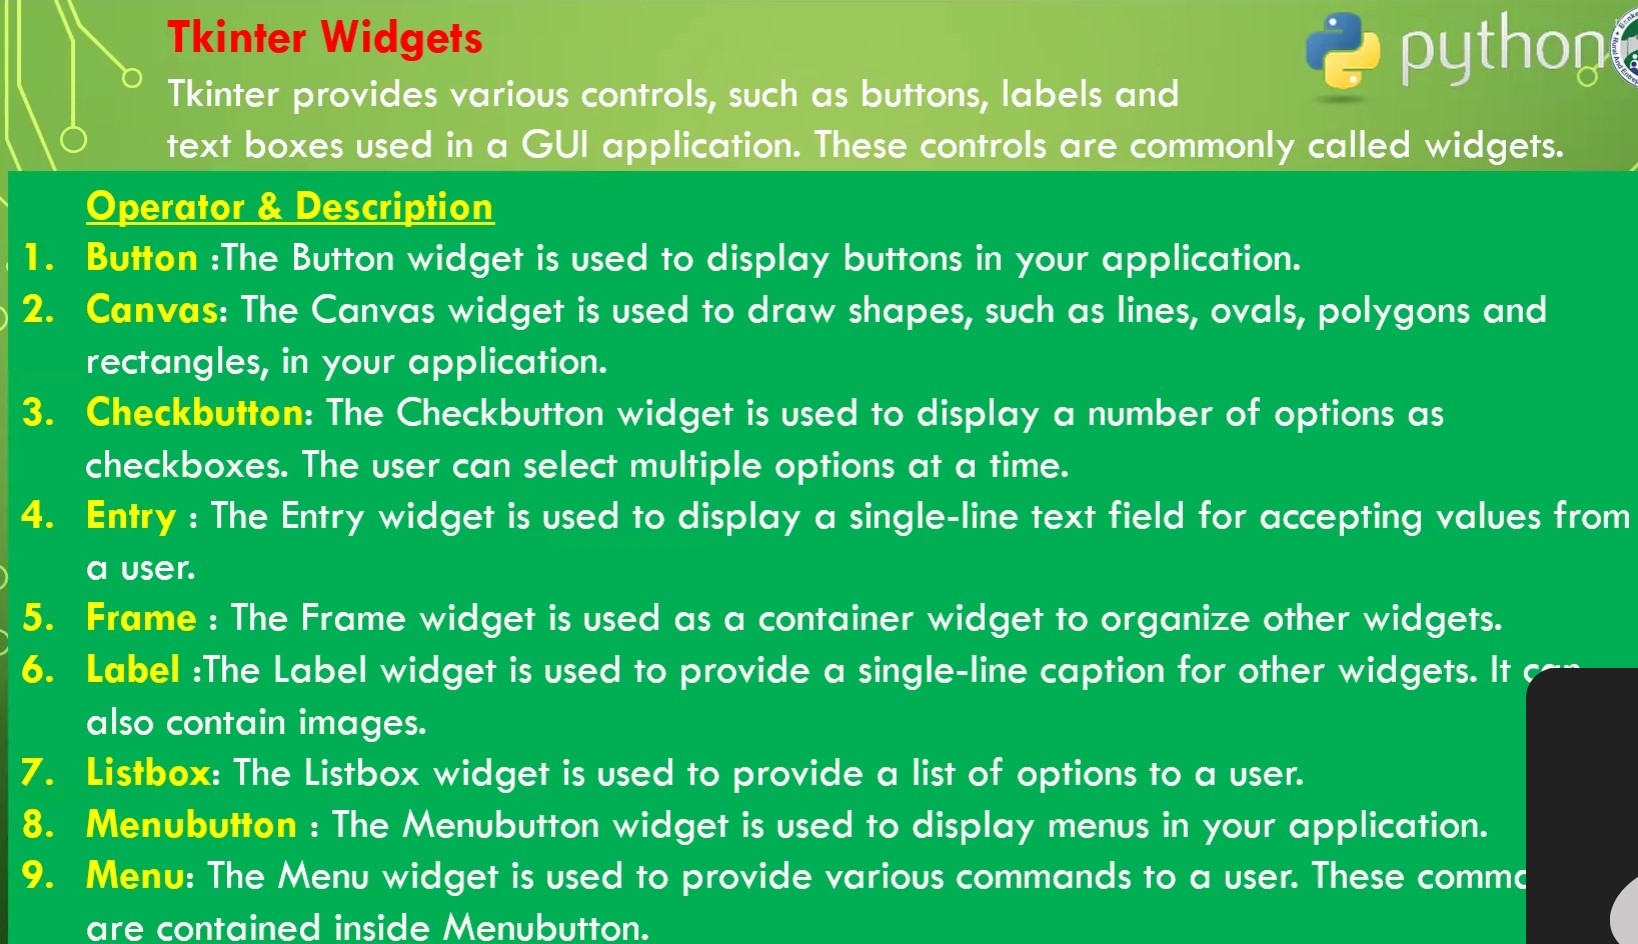 Tkinter Widgets
python
Tkinter provides various controls, such as buttons, labels and
text boxes used in a GUI application. These controls are commonly called widgets.
Operator & Description
1. Button :The Button widget is used to display buttons in your application.
2. Canvas: The Canvas widget is used to draw shapes, such as lines, ovals, polygons and
rectangles, in your application.
3. Checkbutton: The Checkbutton widget is used to display a number of options as
checkboxes. The user can select multiple options at a time.
4. Entry : The Entry widget is used to display a single-line text field for accepting values from
a user.
5. Frame : The Frame widget is used as a container widget to organize other widgets.
6. Label :The Label widget is used to provide a single-line caption for other widgets. It can
also contain images.
7. Listbox: The Listbox widget is used to provide a list of options to a user.
8. Menubutton : The Menubutton widget is used to display menus in your application.
9. Menu: The Menu widget is used to provide various commands to a user. These
are contained inside Menubutton.